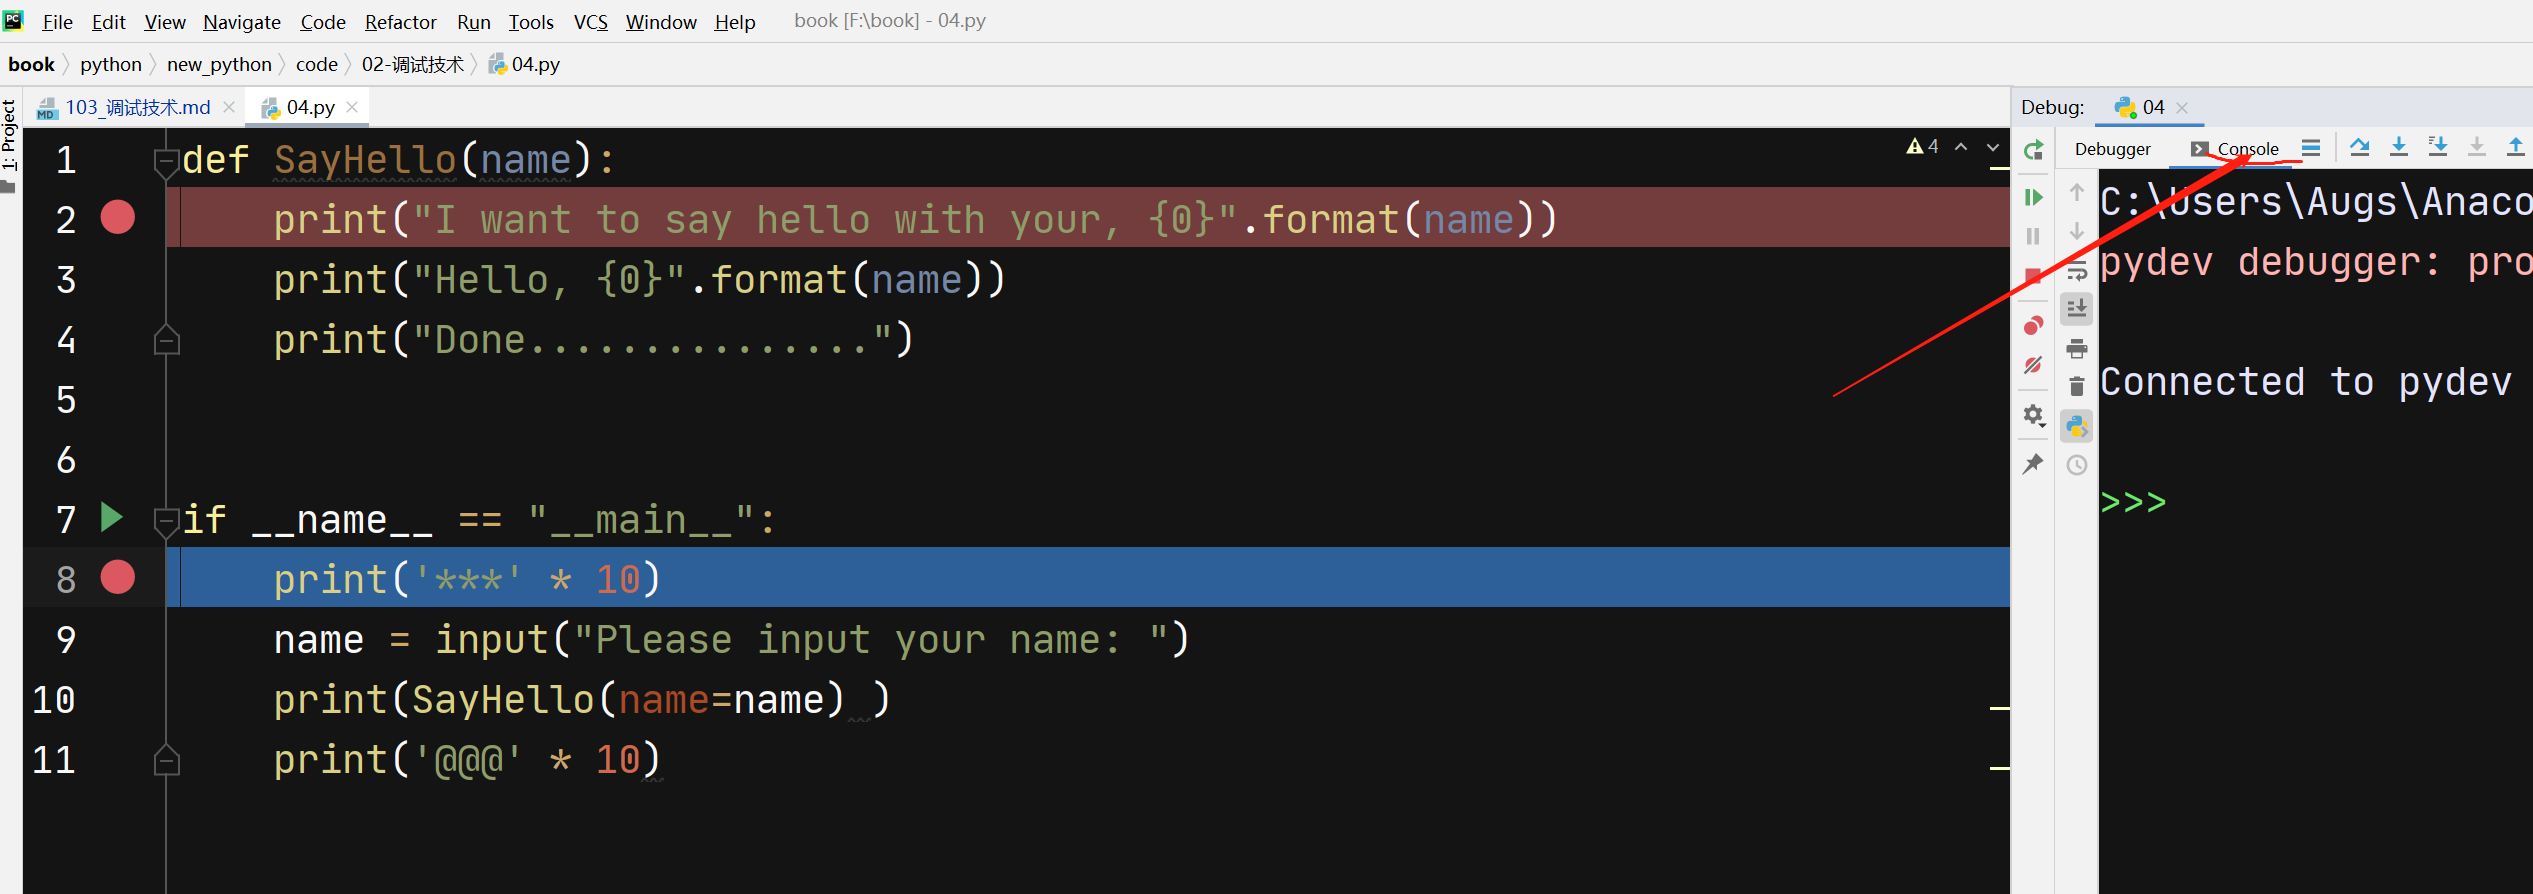 File Edit View Navigate Code Refactor Run Tools VCS Window Help book [F:\book] - 04.py
book python new_python code 02-调试技术 04.py
103_调试技术.md 04.py
1: Project
1 def SayHello(name):
2 print("I want to say hello with your, {0}".format(name))
3 print("Hello, {0}".format(name))
4 print("Done...............")
5
6
7 if __name__ == "__main__":
8 print('***' * 10)
9 name = input("Please input your name: ")
10 print(SayHello(name=name) )
11 print('@@@' * 10)
4
Debug: 04
Debugger Console
C:\Users\Augs\Anaco
pydev debugger: pro
Connected to pydev
>>>